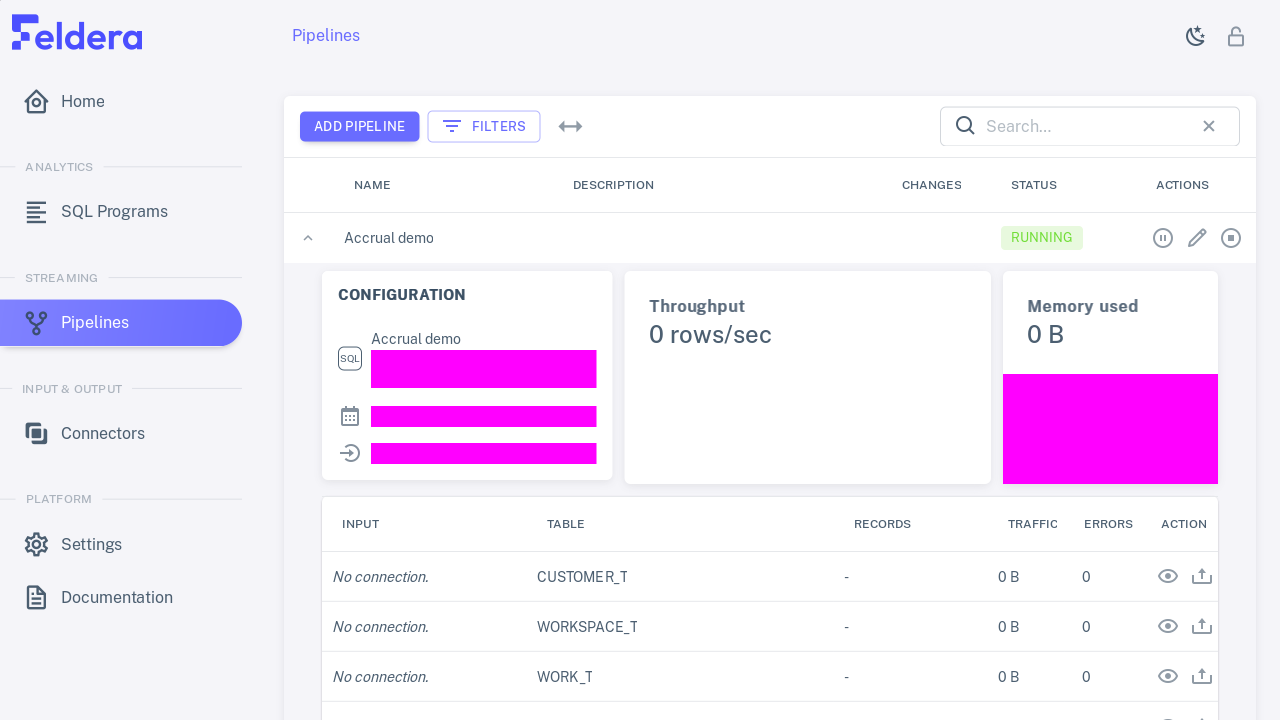 Feldera
Pipelines
Home
ANALYTICS
SQL Programs
STREAMING
Pipelines
INPUT & OUTPUT
Connectors
PLATFORM
Settings
Documentation
ADD PIPELINE
FILTERS
Search...
NAME DESCRIPTION CHANGES STATUS ACTIONS
Accrual demo RUNNING
CONFIGURATION
SQL
Accrual demo
Throughput
0 rows/sec
Memory used
0 B
INPUT TABLE RECORDS TRAFFIC ERRORS ACTION
No connection. CUSTOMER_T - 0 B 0
No connection. WORKSPACE_T - 0 B 0
No connection. WORK_T - 0 B 0